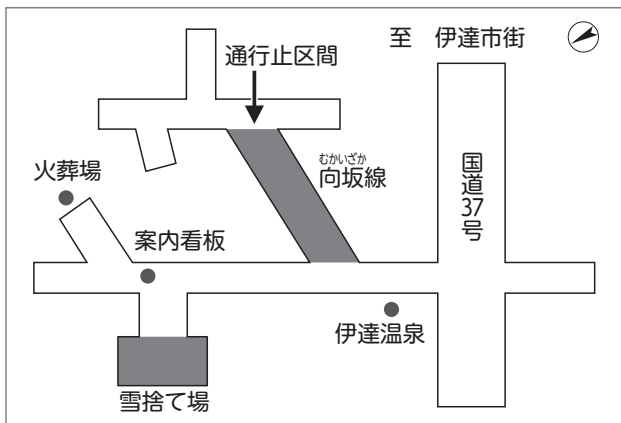 至 伊達市街
通行止区間
むかいざか
向坂線
国道37号
火葬場
案内看板
伊達温泉
雪捨て場